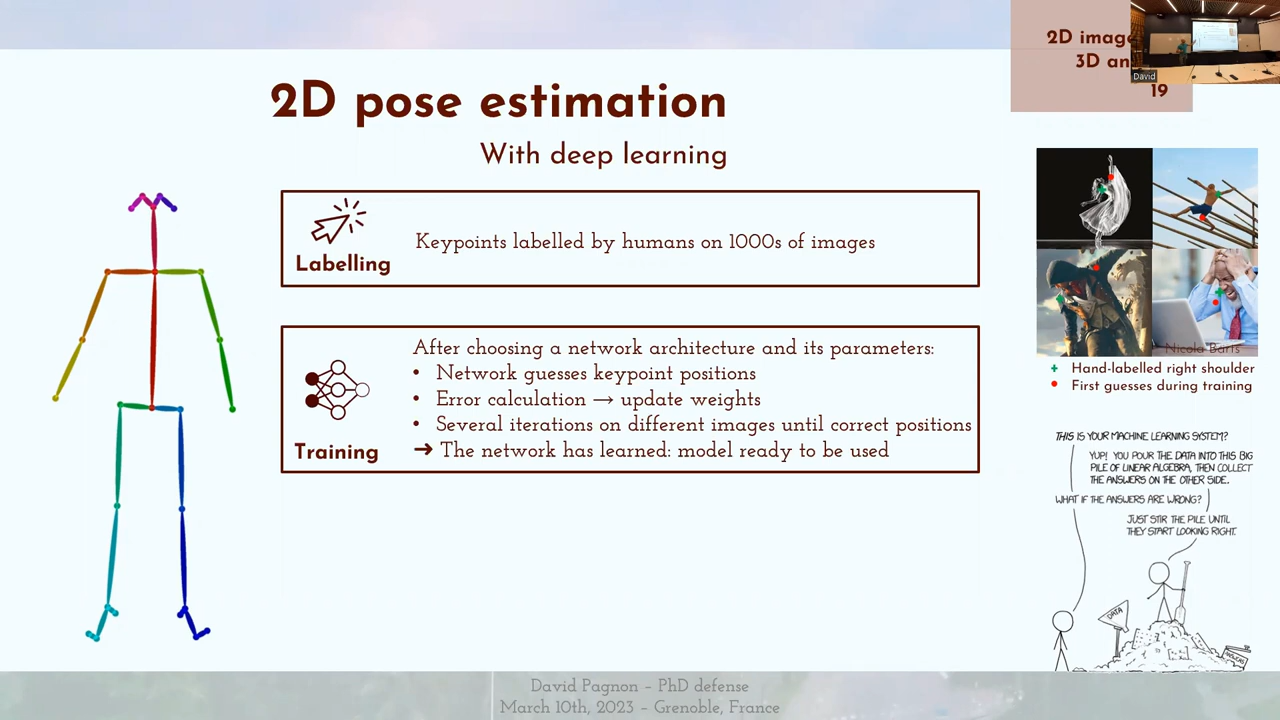 2D image
3D an
19
David
2D pose estimation
With deep learning
Labelling
Keypoints labelled by humans on 1000s of images
Training
After choosing a network architecture and its parameters:
• Network guesses keypoint positions
• Error calculation → update weights
• Several iterations on different images until correct positions
➔ The network has learned: model ready to be used
Nicola Barts
+ Hand-labelled right shoulder
• First guesses during training
THIS IS YOUR MACHINE LEARNING SYSTEM?
YUP! YOU POUR THE DATA INTO THIS BIG
PILE OF LINEAR ALGEBRA, THEN COLLECT
THE ANSWERS ON THE OTHER SIDE.
WHAT IF THE ANSWERS ARE WRONG?
JUST STIR THE PILE UNTIL
THEY START LOOKING RIGHT.
DATA
David Pagnon – PhD defense
March 10th, 2023 – Grenoble, France